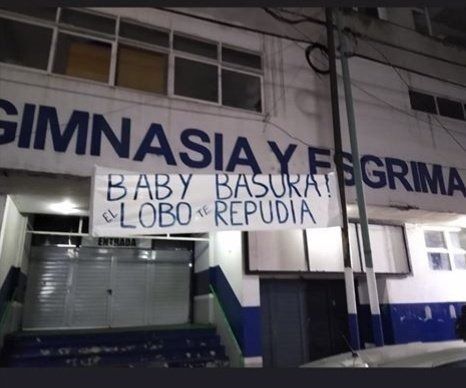 GIMNASIA Y ESGRIMA
BABY BASURA!
EL LOBO TE REPUDIA
ENTRADA